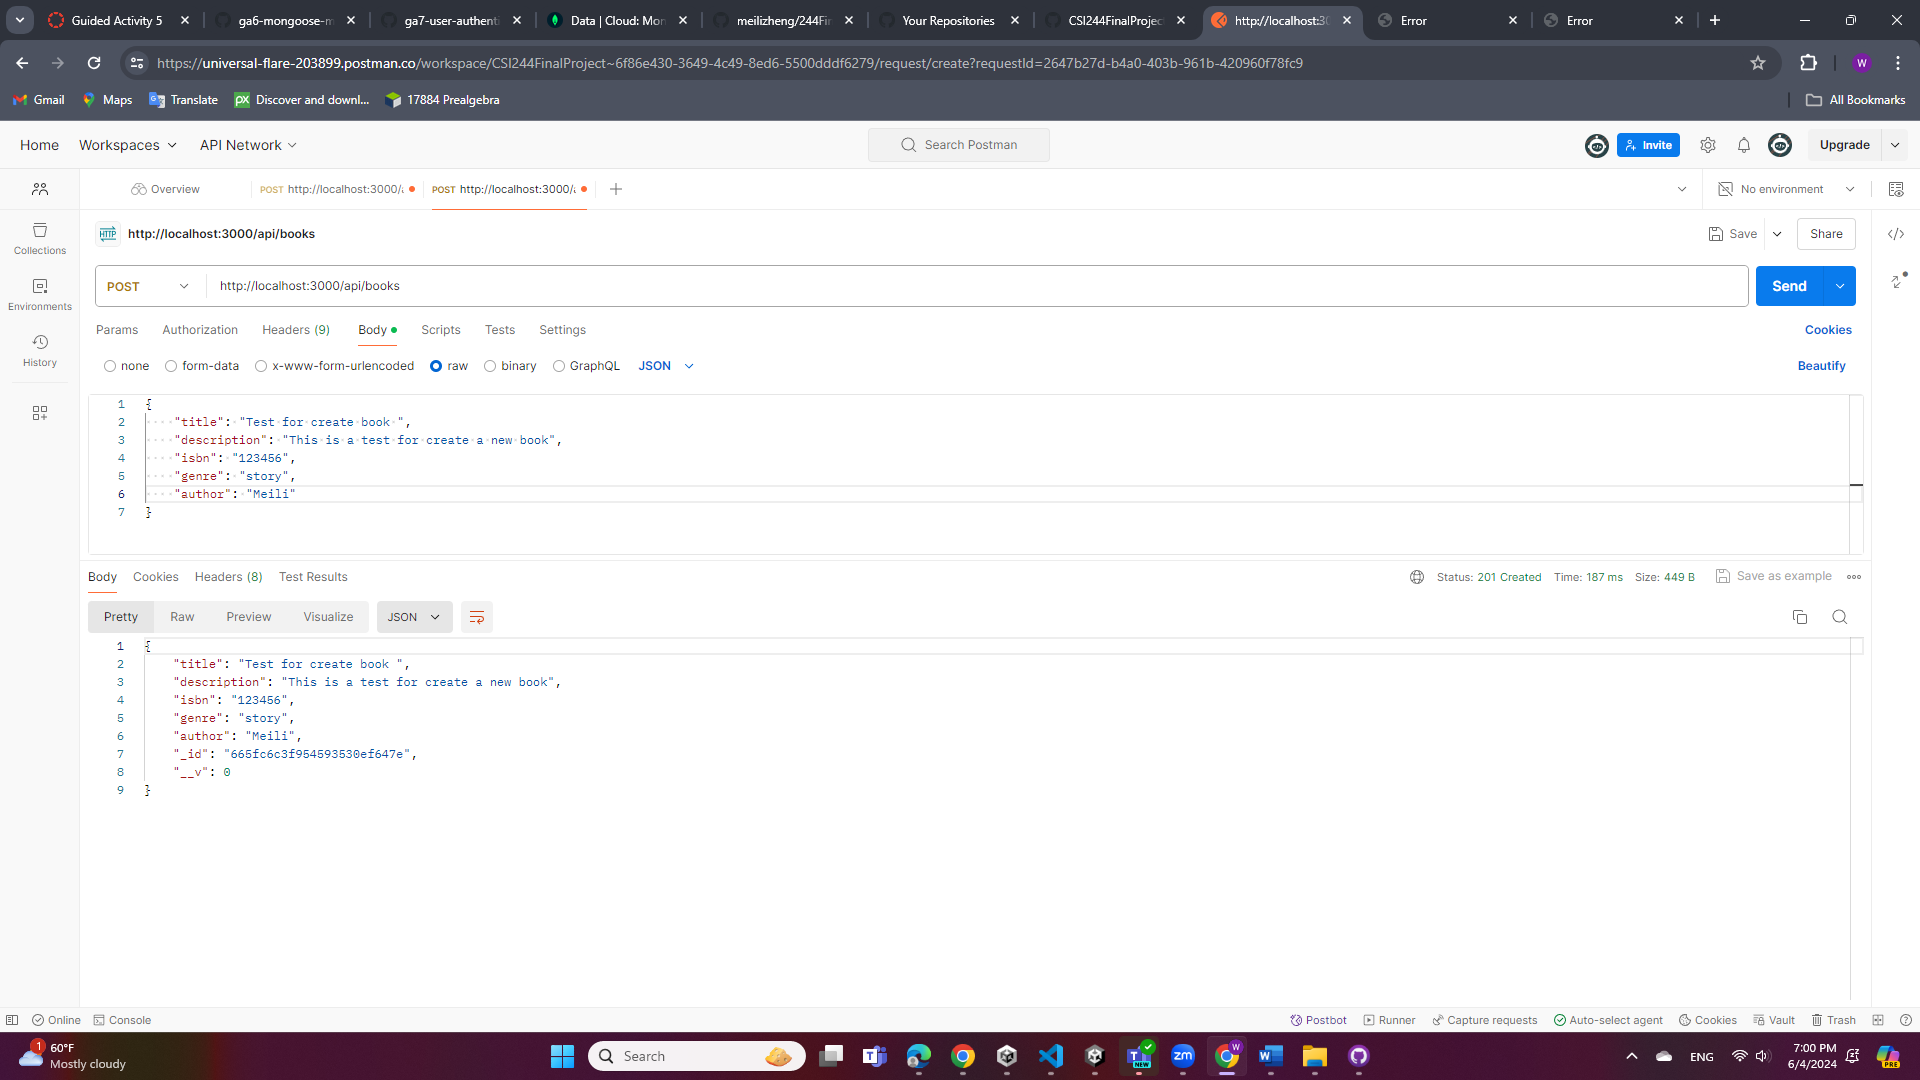 Guided Activity 5
ga6-mongoose-m
ga7-user-authenti
Data | Cloud: Mon
meilizheng/244Fin
Your Repositories
CSI244FinalProjec
http://localhost:30
Error
Error
https://universal-flare-203899.postman.co/workspace/CSI244FinalProject~6f86e430-3649-4c49-8ed6-5500dddf6279/request/create?requestId=2647b27d-b4a0-403b-961b-420960f78fc9
W
Gmail
Maps
Translate
px Discover and downl...
17884 Prealgebra
All Bookmarks
Home
Workspaces
API Network
Search Postman
Invite
Upgrade
Overview
POST http://localhost:3000/a
POST http://localhost:3000/a
No environment
HTTP http://localhost:3000/api/books
Save
Share
Collections
Environments
History
POST
http://localhost:3000/api/books
Send
Params
Authorization
Headers (9)
Body
Scripts
Tests
Settings
Cookies
none
form-data
x-www-form-urlencoded
raw
binary
GraphQL
JSON
Beautify
1 {
2 "title": "Test for create book ",
3 "description": "This is a test for create a new book",
4 "isbn": "123456",
5 "genre": "story",
6 "author": "Meili"
7 }
Body
Cookies
Headers (8)
Test Results
Status: 201 Created
Time: 187 ms
Size: 449 B
Save as example
Pretty
Raw
Preview
Visualize
JSON
1 {
2 "title": "Test for create book ",
3 "description": "This is a test for create a new book",
4 "isbn": "123456",
5 "genre": "story",
6 "author": "Meili",
7 "_id": "665fc6c3f954593530ef647e",
8 "__v": 0
9 }
Online
Console
Postbot
Runner
Capture requests
Auto-select agent
Cookies
Vault
Trash
1
60°F
Mostly cloudy
Search
NEW
zm
W
W
ENG
7:00 PM
6/4/2024
PRE